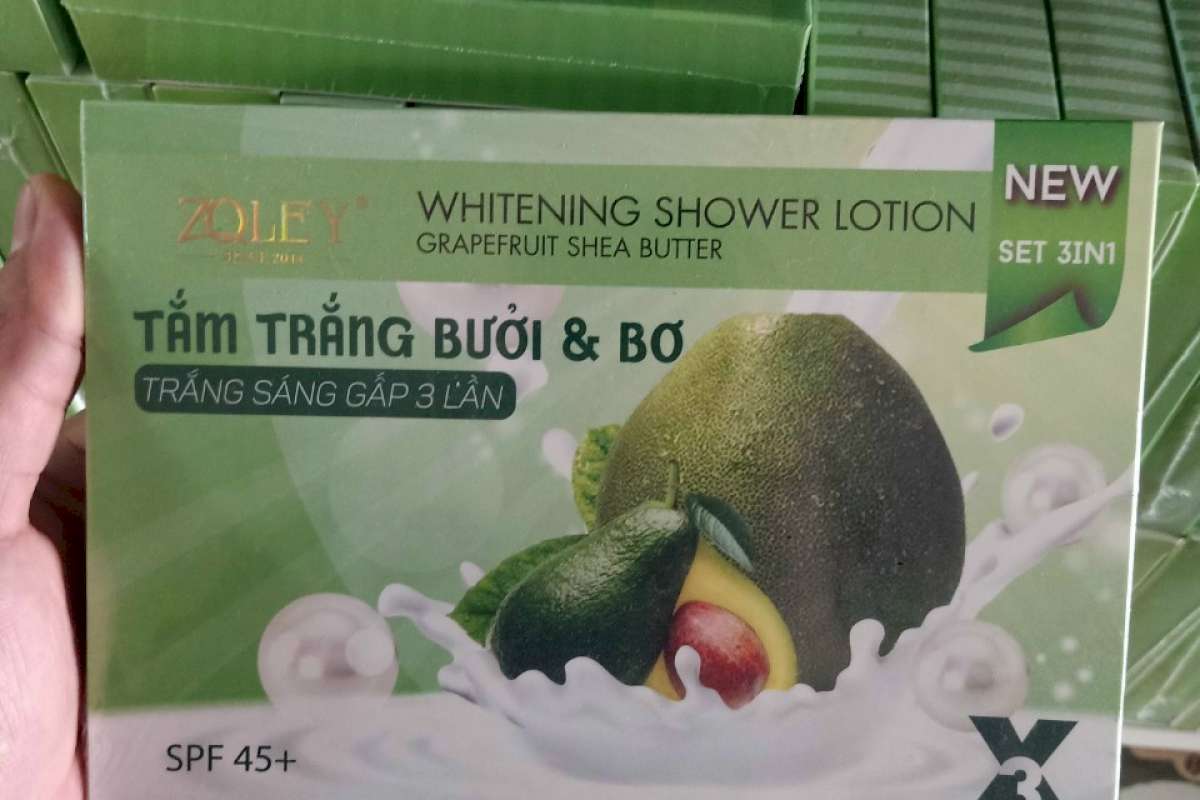 ZOLEY®
WHITENING SHOWER LOTION
GRAPEFRUIT SHEA BUTTER
NEW
SET 3IN1
TẮM TRẮNG BƯỞI & BƠ
TRẮNG SÁNG GẤP 3 LẦN
SPF 45+
X3